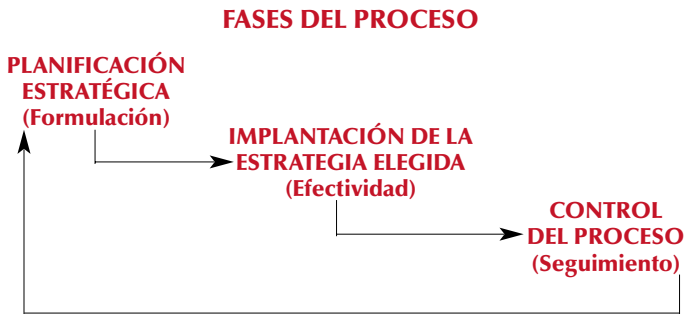 FASES DEL PROCESO
PLANIFICACIÓN
ESTRATÉGICA
(Formulación)
IMPLANTACIÓN DE LA
ESTRATEGIA ELEGIDA
(Efectividad)
CONTROL
DEL PROCESO
(Seguimiento)